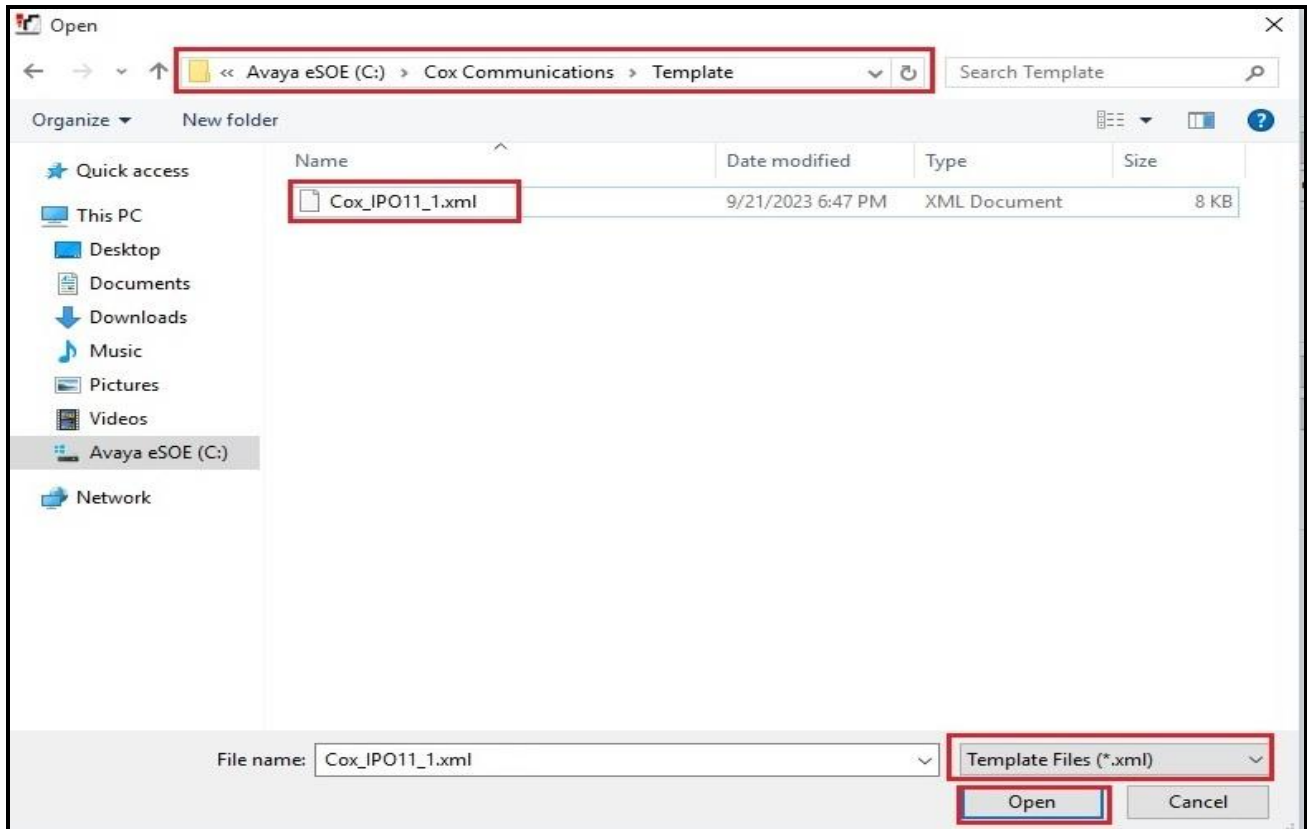 Open
« Avaya eSOE (C:) > Cox Communications > Template
Search Template
Organize
New folder
Name
Date modified
Type
Size
Quick access
Cox_IPO11_1.xml
9/21/2023 6:47 PM
XML Document
8 KB
This PC
Desktop
Documents
Downloads
Music
Pictures
Videos
Avaya eSOE (C:)
Network
File name: Cox_IPO11_1.xml
Template Files (*.xml)
Open
Cancel